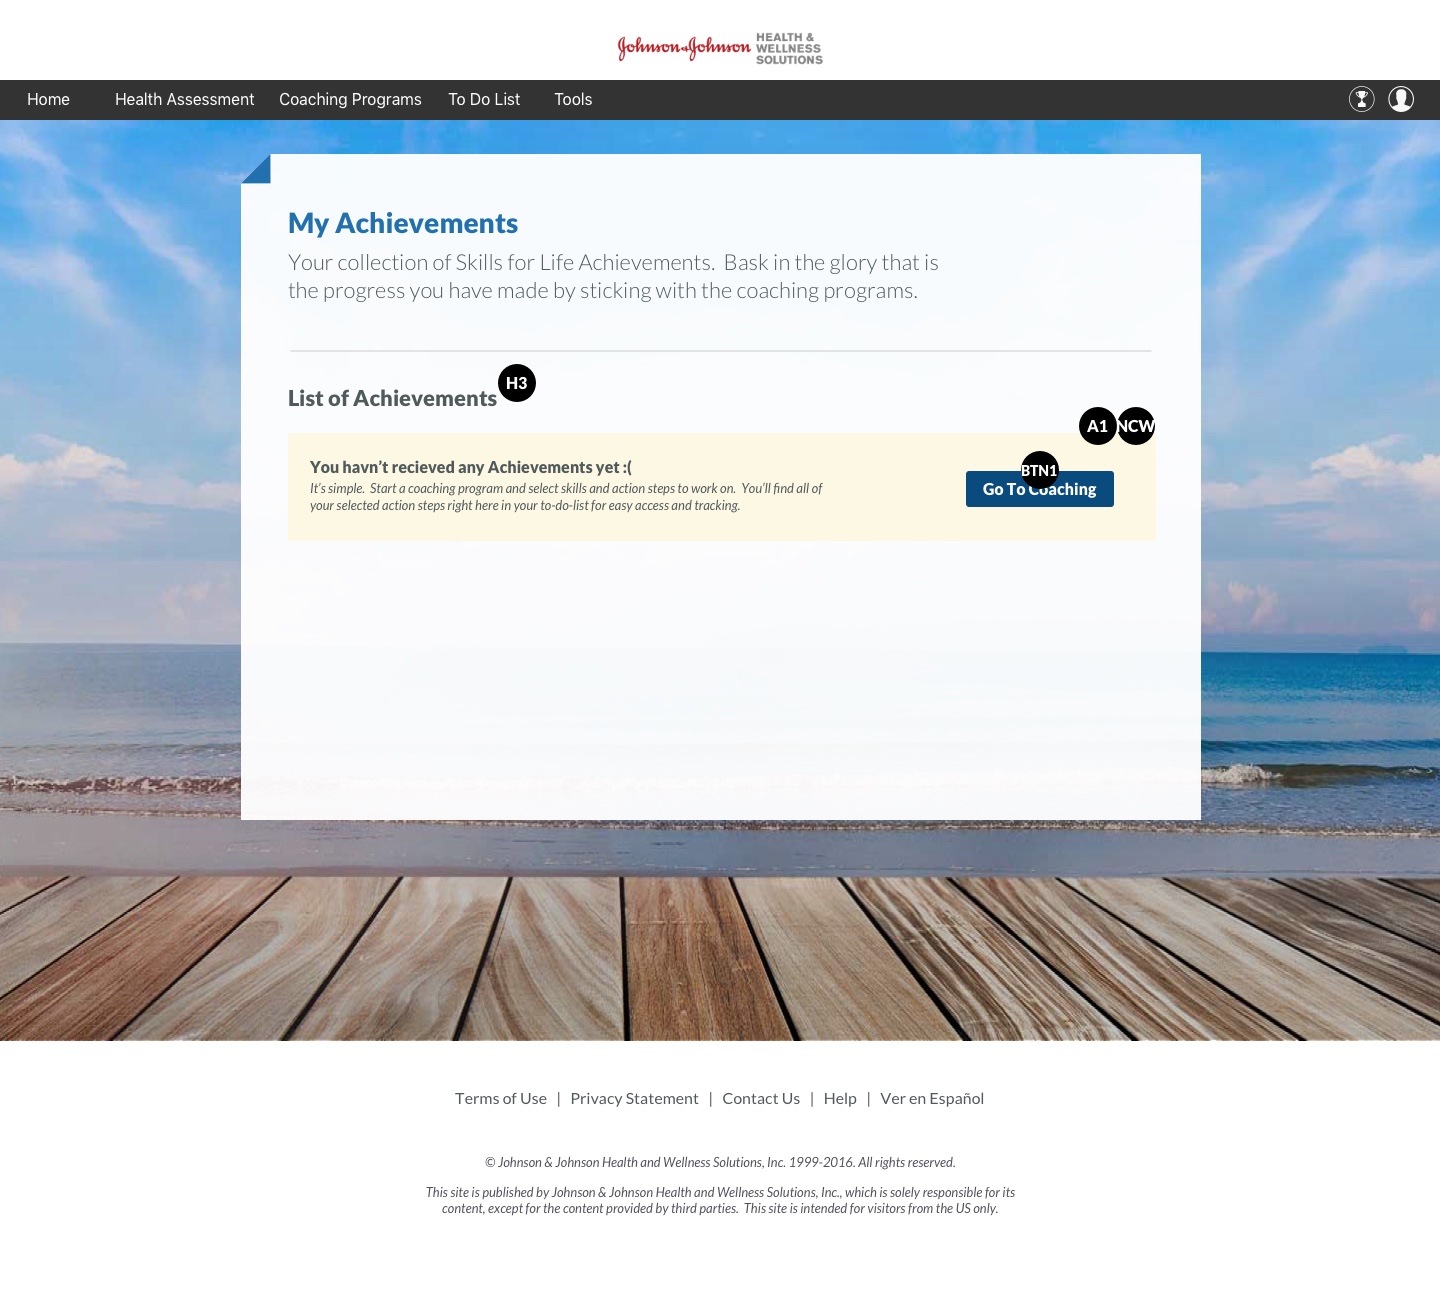 Johnson & Johnson HEALTH &
WELLNESS
SOLUTIONS
Home Health Assessment Coaching Programs To Do List Tools
My Achievements
Your collection of Skills for Life Achievements. Bask in the glory that is
the progress you have made by sticking with the coaching programs.
List of Achievements H3
A1 NCW
You havn’t recieved any Achievements yet :(
BTN1
It’s simple. Start a coaching program and select skills and action steps to work on. You’ll find all of
your selected action steps right here in your to-do-list for easy access and tracking.
Go To Coaching
Terms of Use | Privacy Statement | Contact Us | Help | Ver en Español
© Johnson & Johnson Health and Wellness Solutions, Inc. 1999-2016. All rights reserved.
This site is published by Johnson & Johnson Health and Wellness Solutions, Inc., which is solely responsible for its
content, except for the content provided by third parties. This site is intended for visitors from the US only.